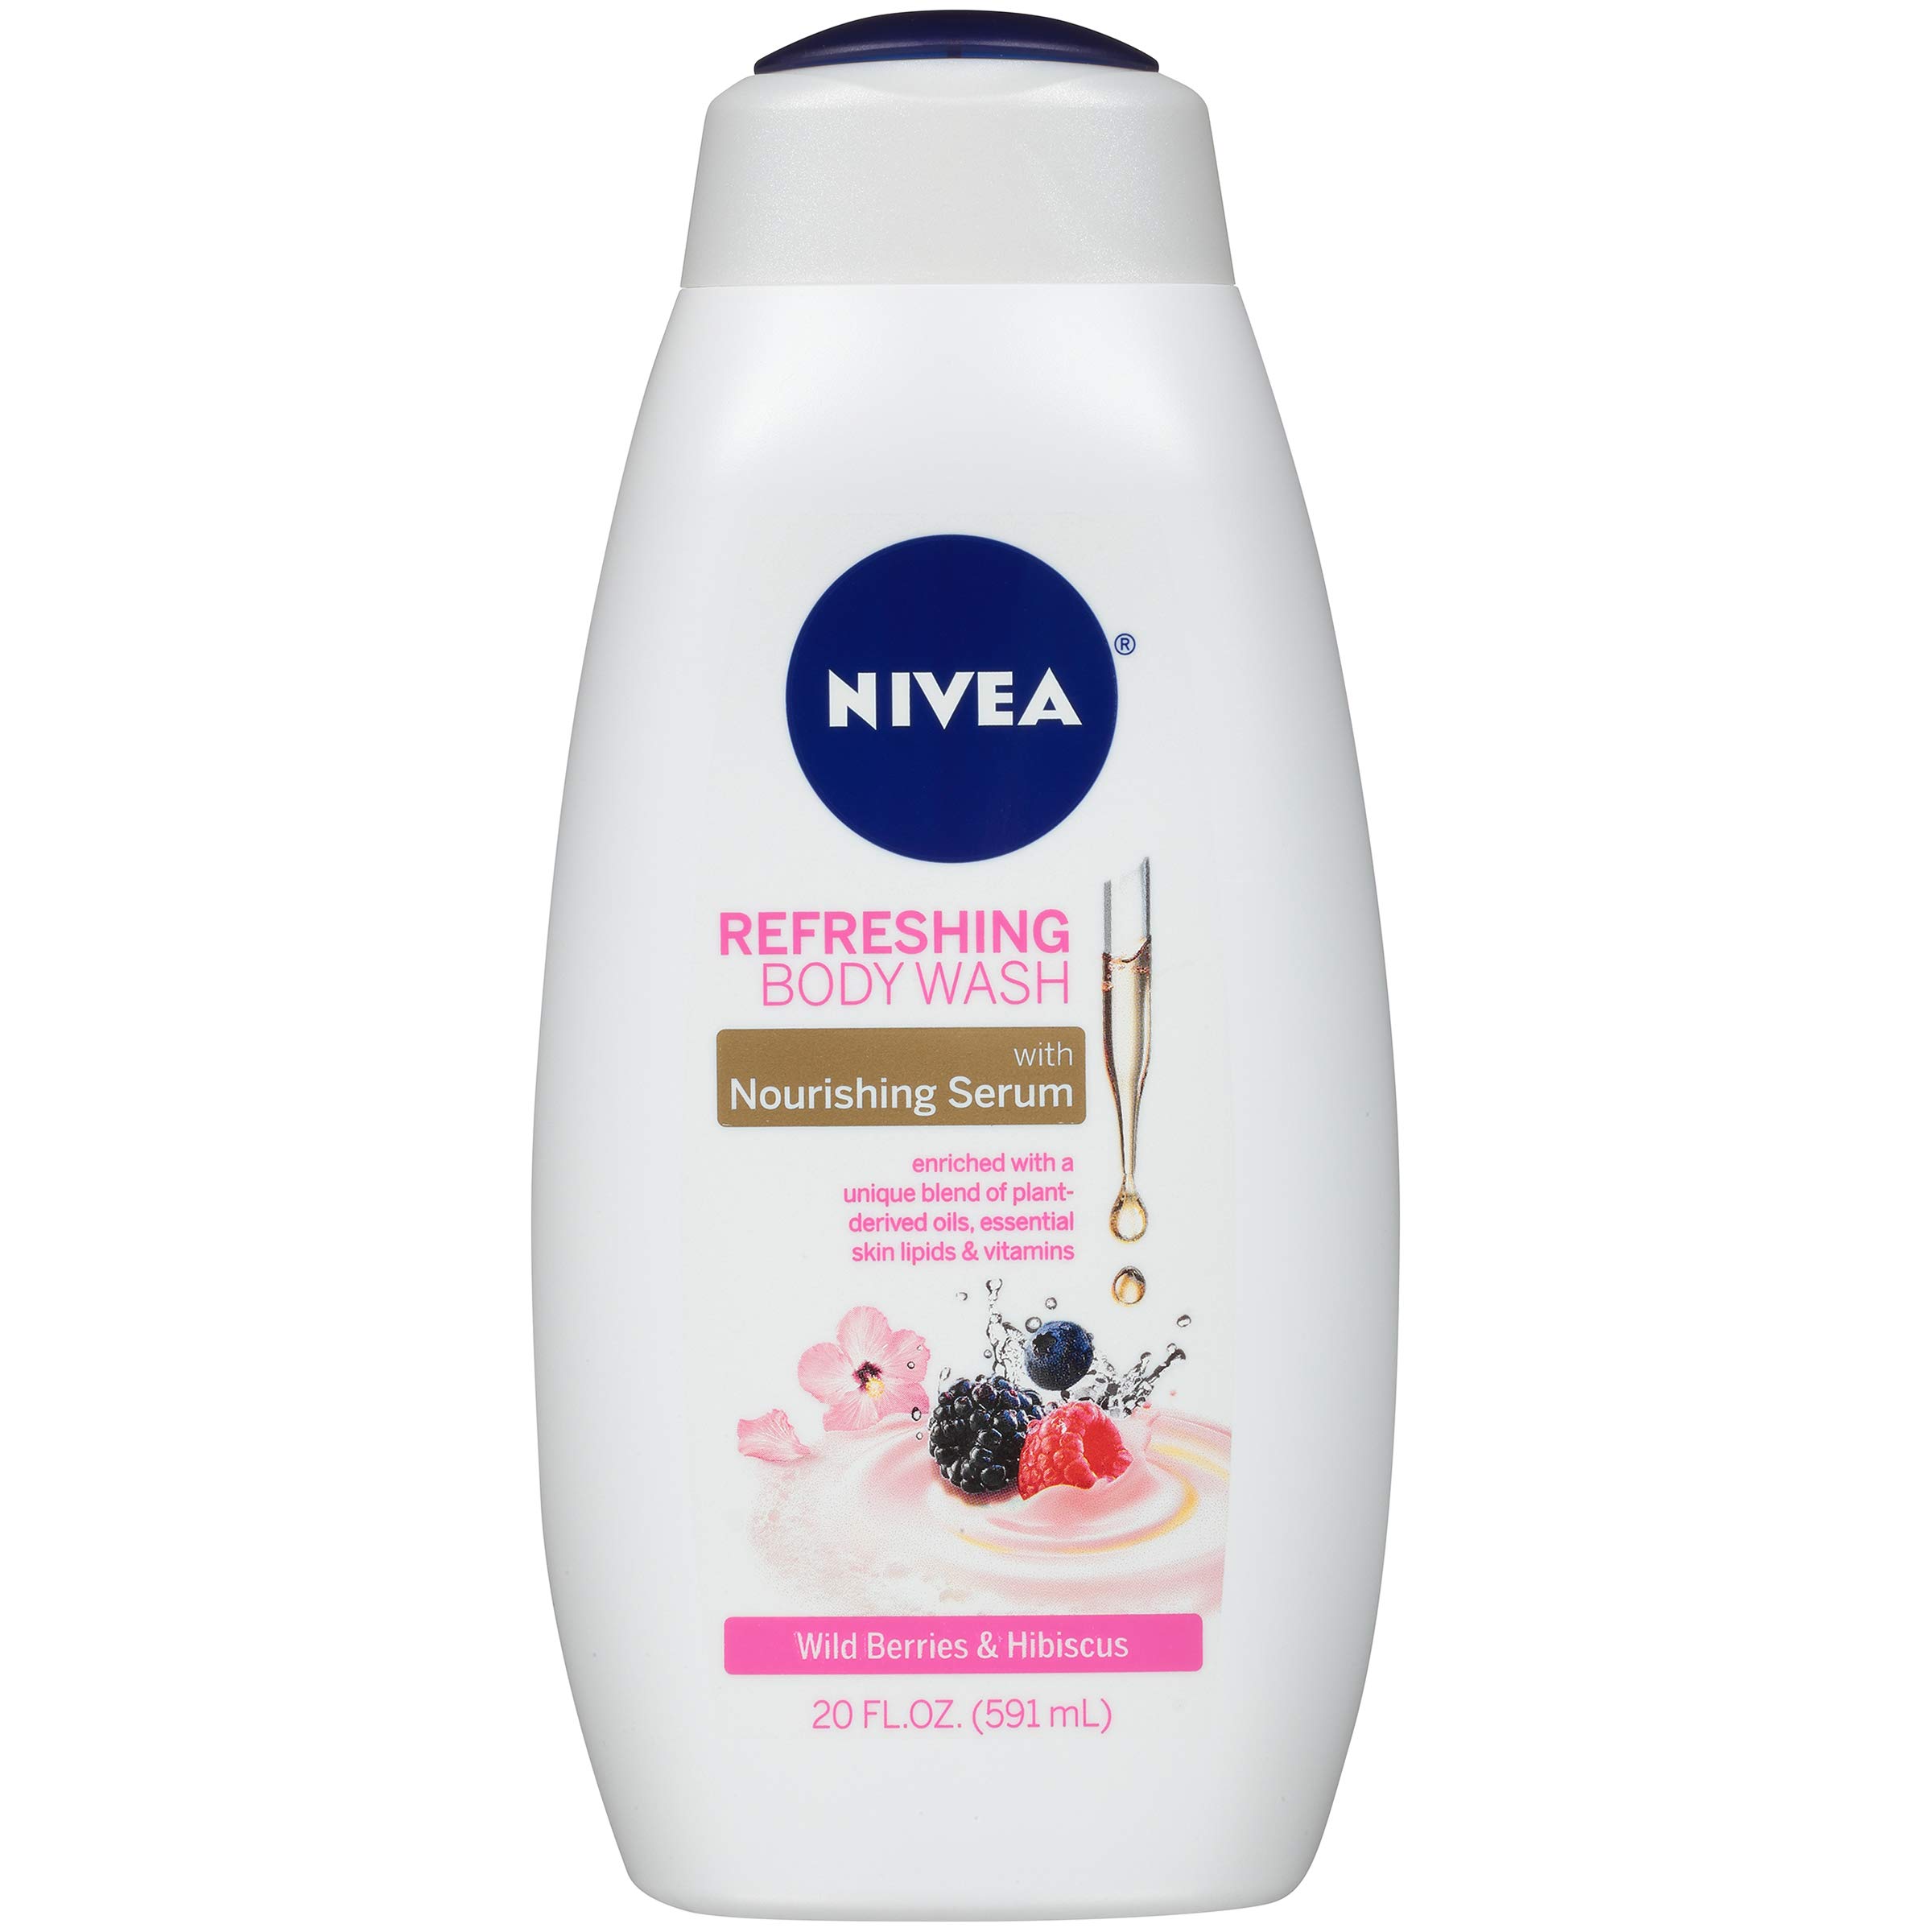 NIVEA®
REFRESHING
BODY WASH
with
Nourishing Serum
enriched with a
unique blend of plant-
derived oils, essential
skin lipids & vitamins
Wild Berries & Hibiscus
20 FL.OZ. (591 mL)